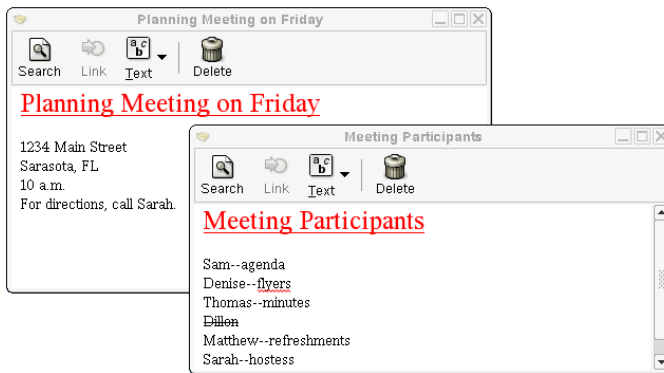 Planning Meeting on Friday
Search Link Text Delete
Planning Meeting on Friday
1234 Main Street
Sarasota, FL
10 a.m.
For directions, call Sarah.
Meeting Participants
Search Link Text Delete
Meeting Participants
Sam--agenda
Denise--flyers
Thomas--minutes
Dillon
Matthew--refreshments
Sarah--hostess